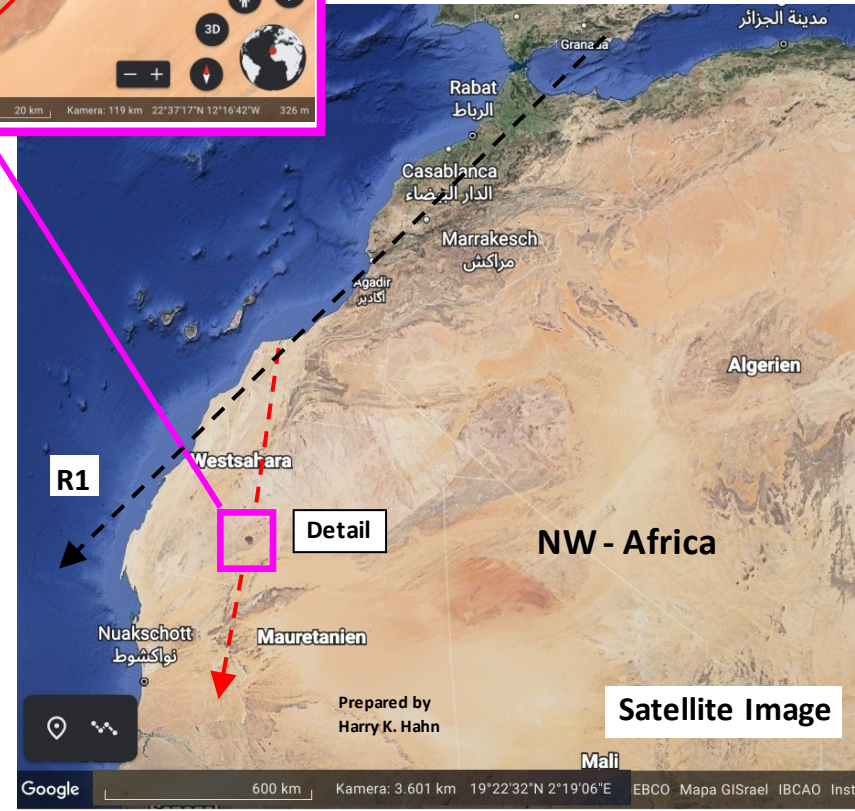 3D
20 km Kamera: 119 km 22°37'17"N 12°16'42"W 326 m
مدينة الجزائر
Granada
Rabat
الرباط
Casablanca
الدار البيضاء
Marrakesch
مراكش
Agadir
أكادير
Algerien
Westsahara
R1
Detail
NW - Africa
Nuakschott
نواكشوط
Mauretanien
Prepared by
Harry K. Hahn
Satellite Image
Mali
Google 600 km Kamera: 3.601 km 19°22'32"N 2°19'06"E EBCO Mapa GISrael IBCAO Inst